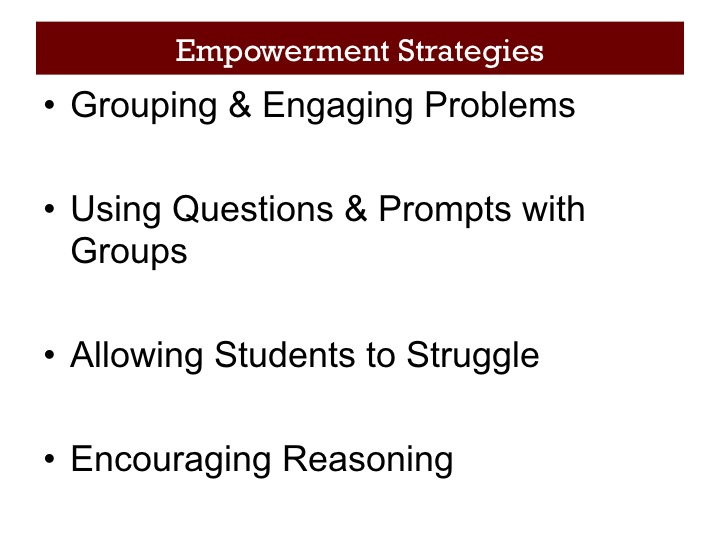 Empowerment Strategies
• Grouping & Engaging Problems
• Using Questions & Prompts with
Groups
• Allowing Students to Struggle
• Encouraging Reasoning